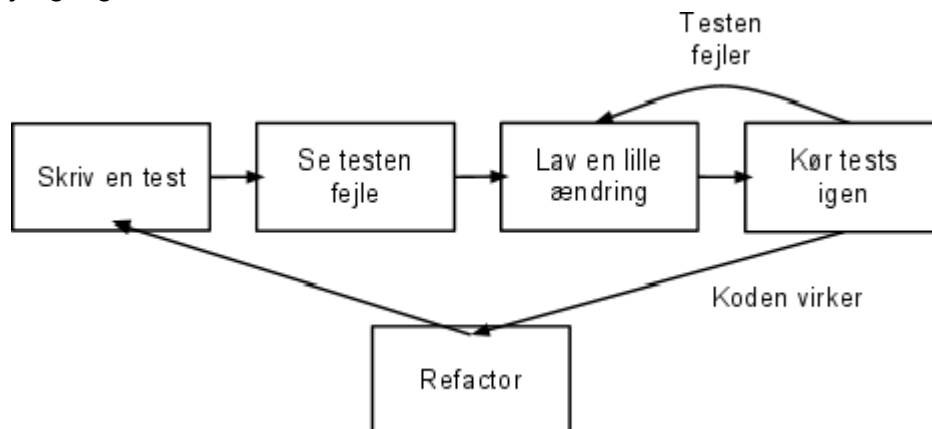 Testen
fejler
Skriv en test
Se testen
fejle
Lav en lille
ændring
Kør tests
igen
Koden virker
Refactor